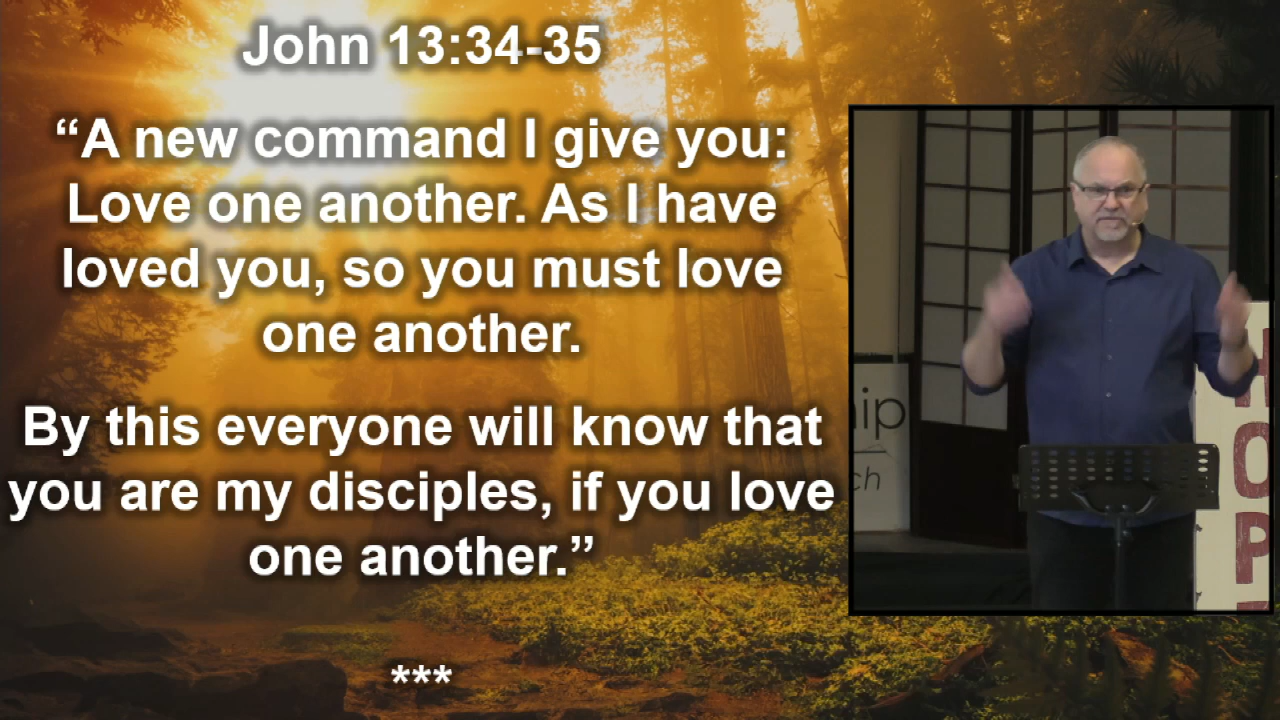 John 13:34-35
“A new command I give you:
Love one another. As I have
loved you, so you must love
one another.
By this everyone will know that
you are my disciples, if you love
one another.”
***
HOPE